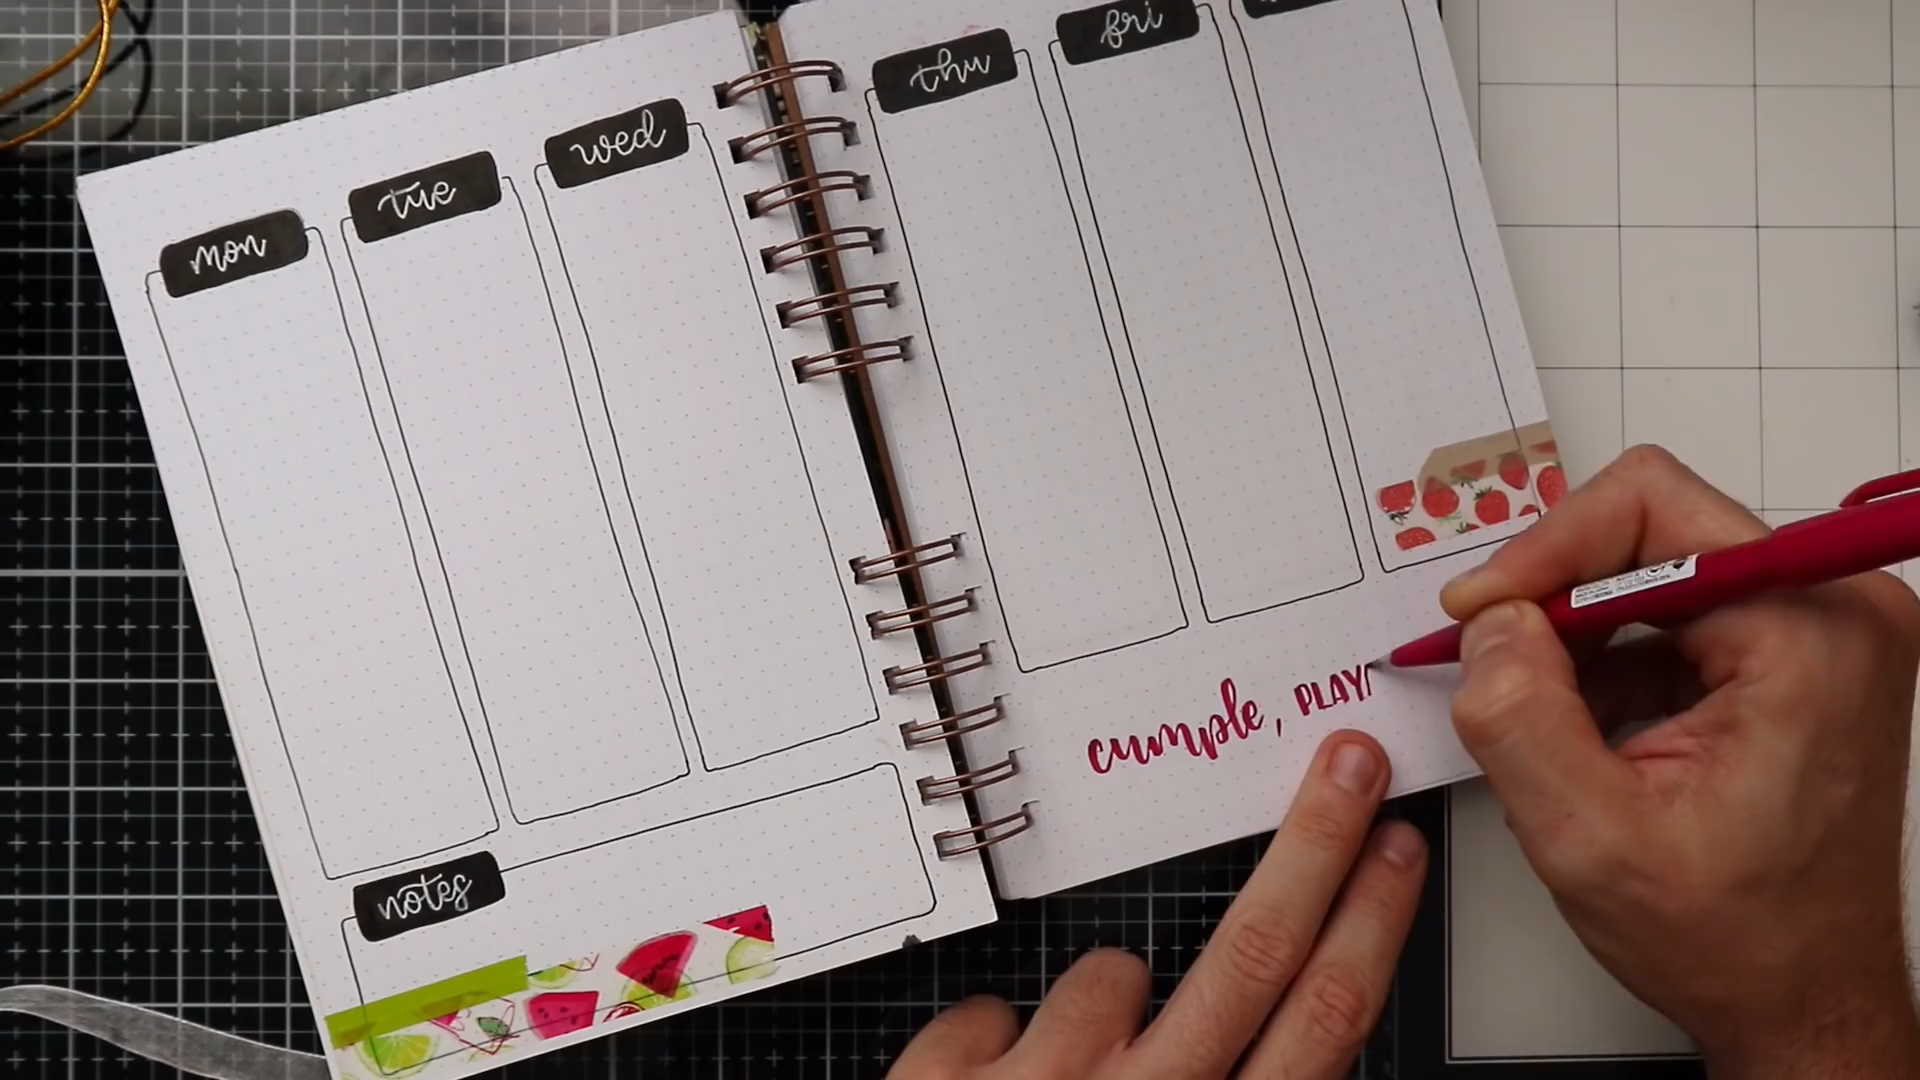 mon
tue
wed
thu
fri
notes
cumple, PLAY